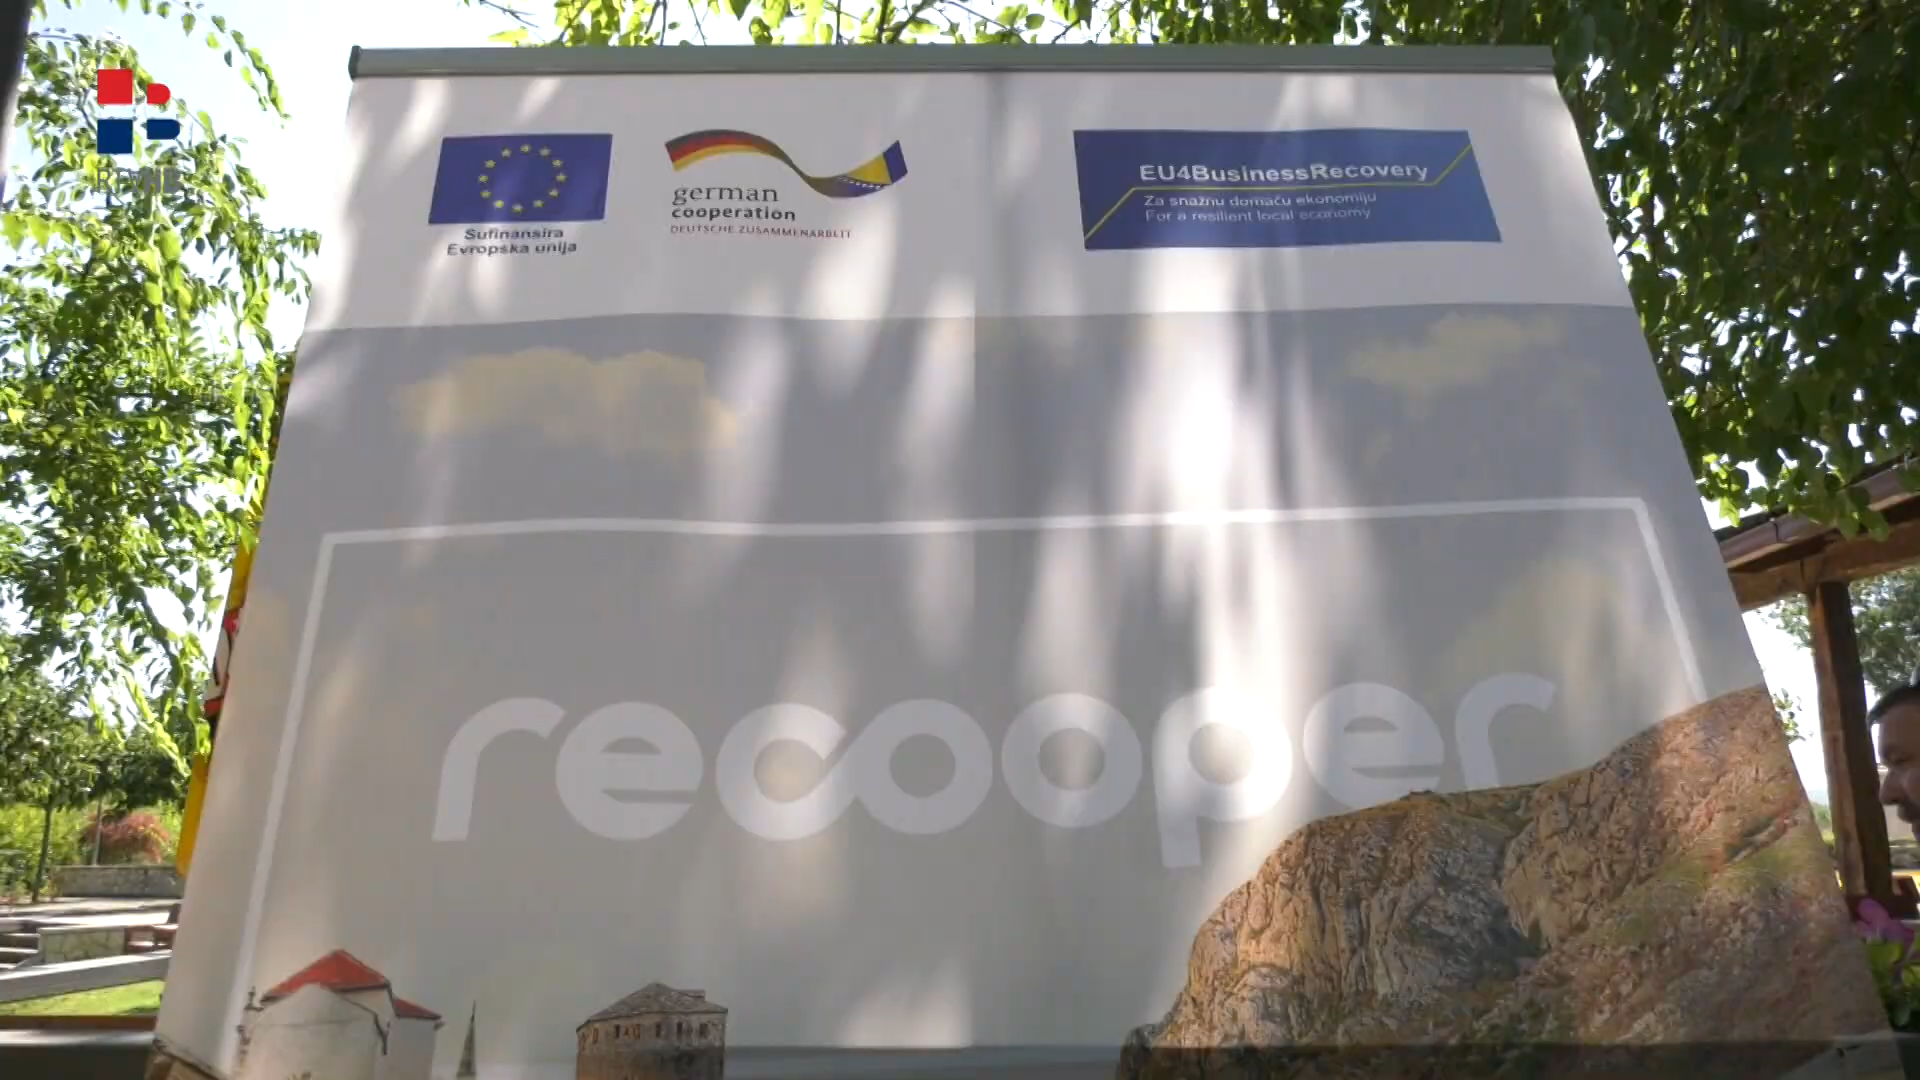 Sufinansira
Evropska unija
german
cooperation
DEUTSCHE ZUSAMMENARBEIT
EU4BusinessRecovery
Za snažnu domaću ekonomiju
For a resilient local economy
recooper